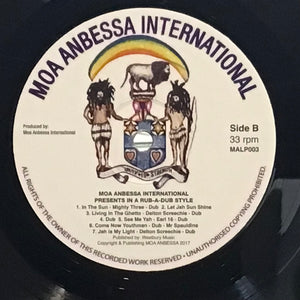 MOA ANBESSA INTERNATIONAL
Produced by:
Moa Anbessa International
Side B
33 rpm
MALP003
MOA ANBESSA INTERNATIONAL
PRESENTS IN A RUB-A-DUB STYLE
1. In The Sun - Mighty Three - Dub 2. Let Jah Sun Shine
3. Living In The Ghetto - Delton Screechie - Dub
4. Dub 5. See Me Yah - Earl 16 - Dub
6. Come Now Youthman - Dub - Mr. Spauldine
7. Jah is My Light - Delton Screechie - Dub
Published: Westbury Music
Copyright & Publishing MOA ANBESSA 2017
ALL RIGHTS OF THE OWNER OF THIS RECORDED WORK RESERVED - UNAUTHORISED COPYING PROHIBITED.